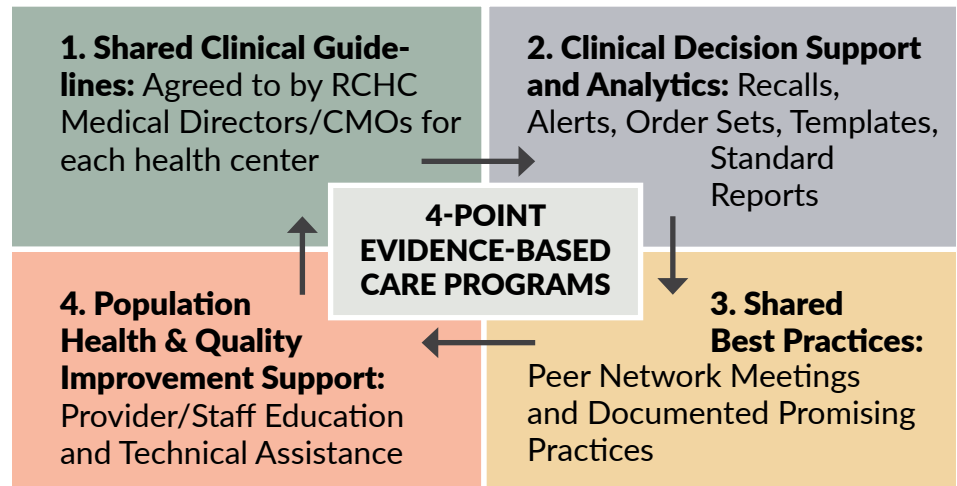 1. Shared Clinical Guide-
lines: Agreed to by RCHC
Medical Directors/CMOs for
each health center
2. Clinical Decision Support
and Analytics: Recalls,
Alerts, Order Sets, Templates,
Standard
Reports
4-POINT
EVIDENCE-BASED
CARE PROGRAMS
3. Shared
Best Practices:
Peer Network Meetings
and Documented Promising
Practices
4. Population
Health & Quality
Improvement Support:
Provider/Staff Education
and Technical Assistance